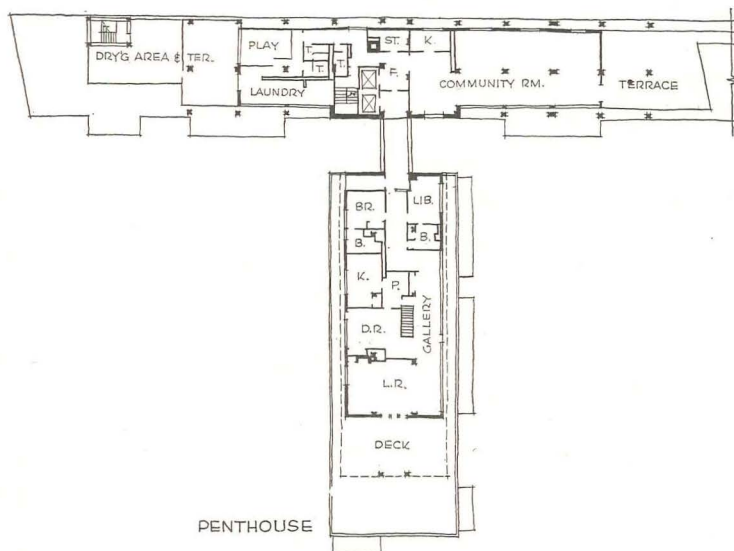 PLAY
ST.
K.
T.
T.
T.
DRY'G AREA & TER.
F.
LAUNDRY
COMMUNITY RM.
TERRACE
BR.
LIB.
B.
B.
K.
P.
GALLERY
D.R.
L.R.
DECK
PENTHOUSE